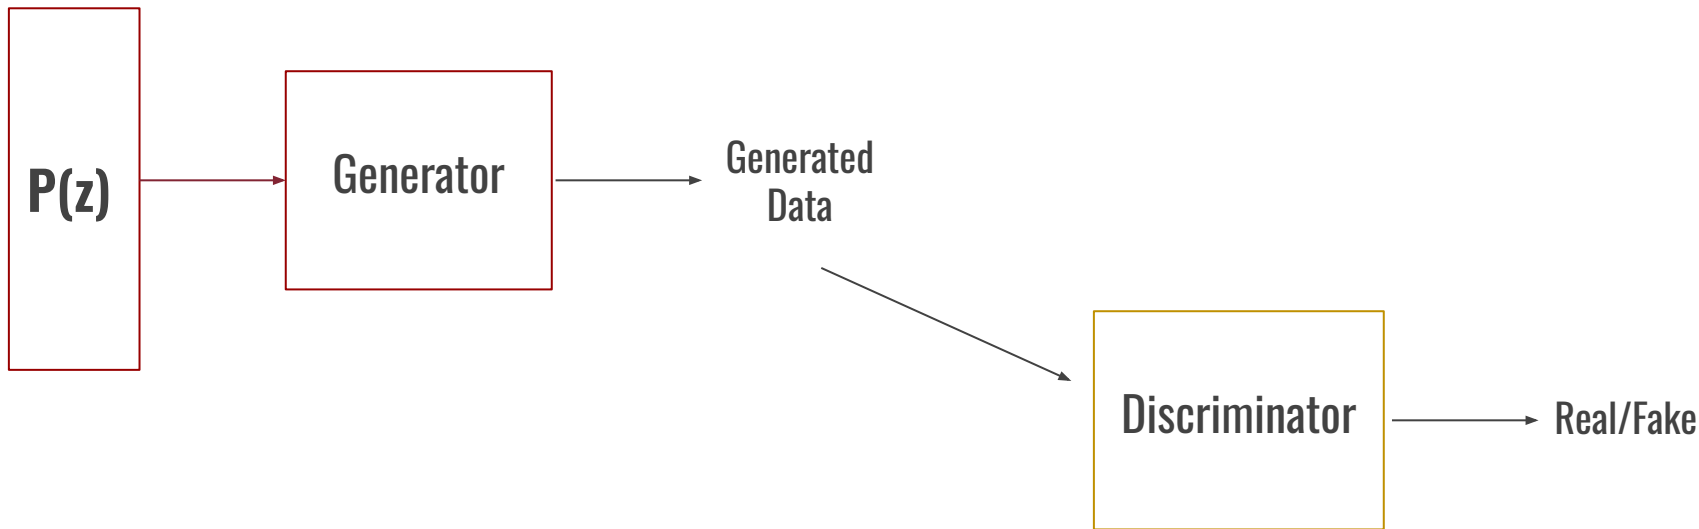 P(z)
Generator
Generated
Data
Discriminator
Real/Fake